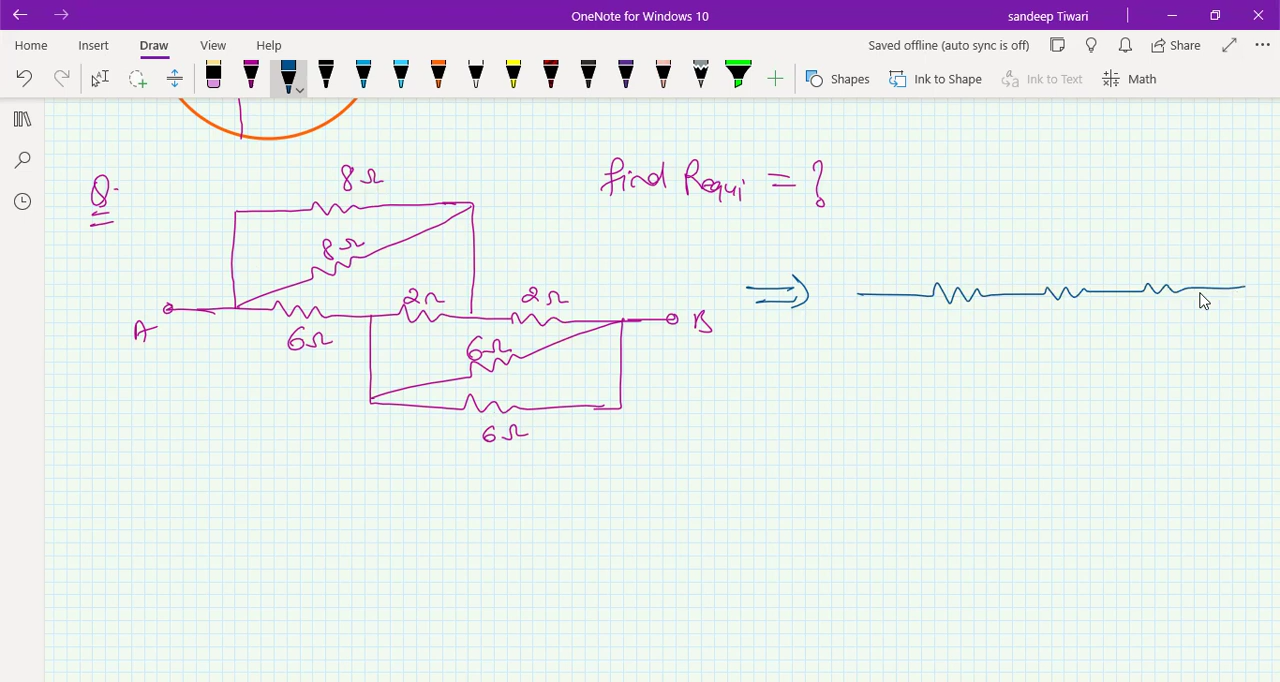 OneNote for Windows 10
sandeep Tiwari
Home Insert Draw View Help
Saved offline (auto sync is off) Share
Shapes Ink to Shape Ink to Text Math
Q.
find Requi = ?
8Ω
8Ω
2Ω 2Ω
A 6Ω 6Ω B
6Ω